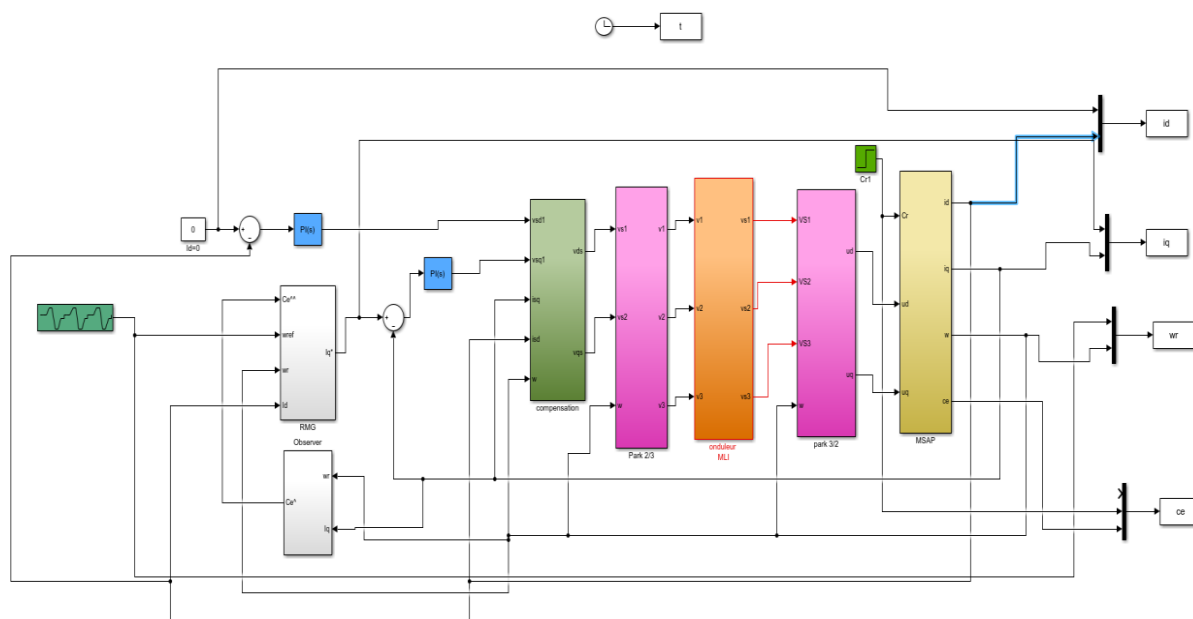 t
id
0
Id=0
+
-
PI(s)
Cr1
vsd1
vsq1
isq
isd
w
vds
vqs
compensation
vs1
vs2
w
v1
v2
v3
Park 2/3
v1
v2
v3
vs1
vs2
vs3
onduleur
MLI
VS1
VS2
VS3
w
ud
uq
park 3/2
Cr
ud
uq
id
iq
w
ce
MSAP
iq
PI(s)
+
-
wref
wr
Id
Iq*
RMG
wr
Observer
wr
Iq
Ce^
ce